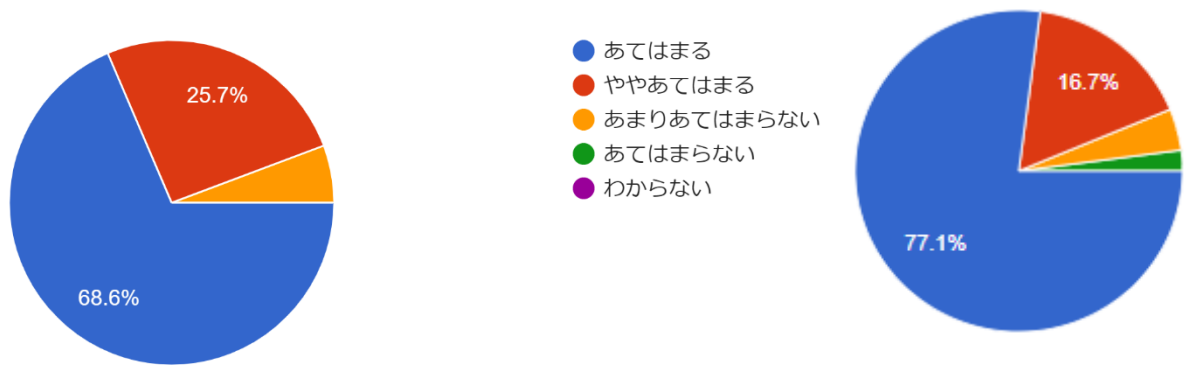 25.7%
68.6%
あてはまる
ややあてはまる
あまりあてはまらない
あてはまらない
わからない
16.7%
77.1%